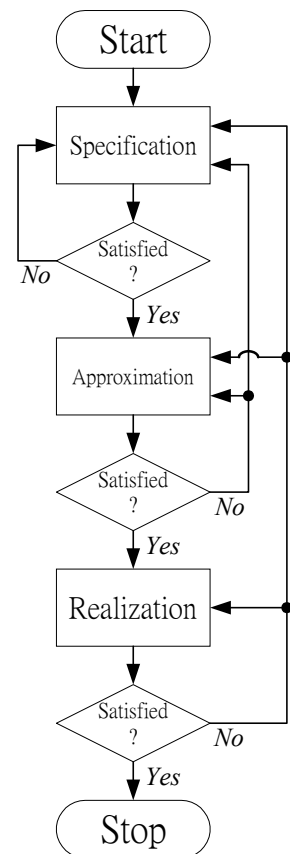 Start
Specification
Satisfied
?
No
Yes
Approximation
Satisfied
?
No
Yes
Realization
Satisfied
?
No
Yes
Stop